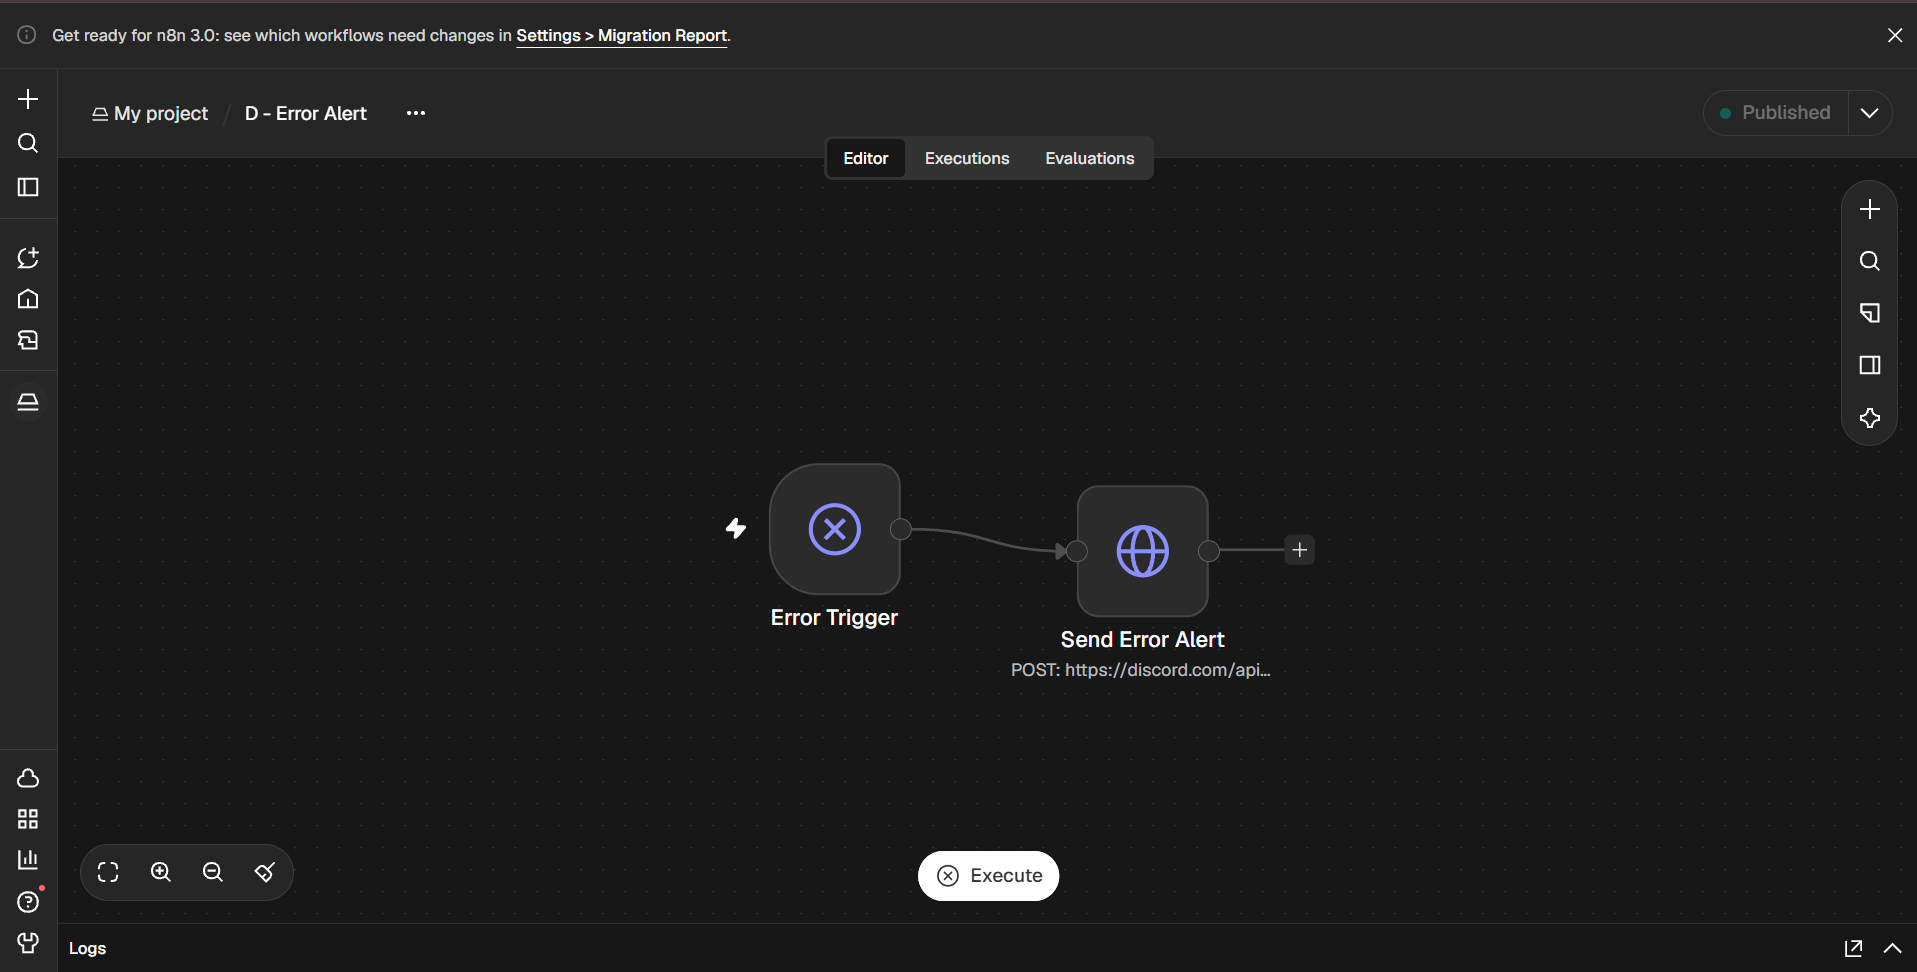 Get ready for n8n 3.0: see which workflows need changes in Settings > Migration Report.
My project / D - Error Alert ...
Published
Editor Executions Evaluations
Error Trigger
Send Error Alert
POST: https://discord.com/api...
Execute
Logs